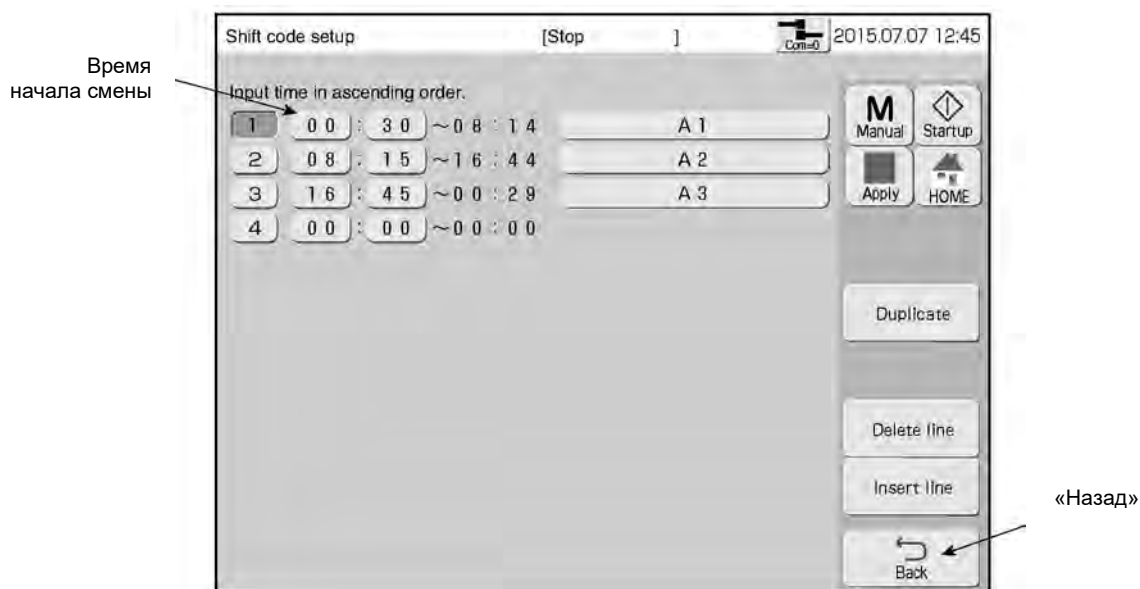 Shift code setup [Stop ] Com=0 2015.07.07 12:45
Время
начала смены
Input time in ascending order.
1 00 : 30 ~08 : 14 A1
2 08 : 15 ~16 : 44 A2
3 16 : 45 ~00 : 29 A3
4 00 : 00 ~00 : 00
M
Manual Startup
Apply HOME
Duplicate
Delete line
Insert line
«Назад»
Back